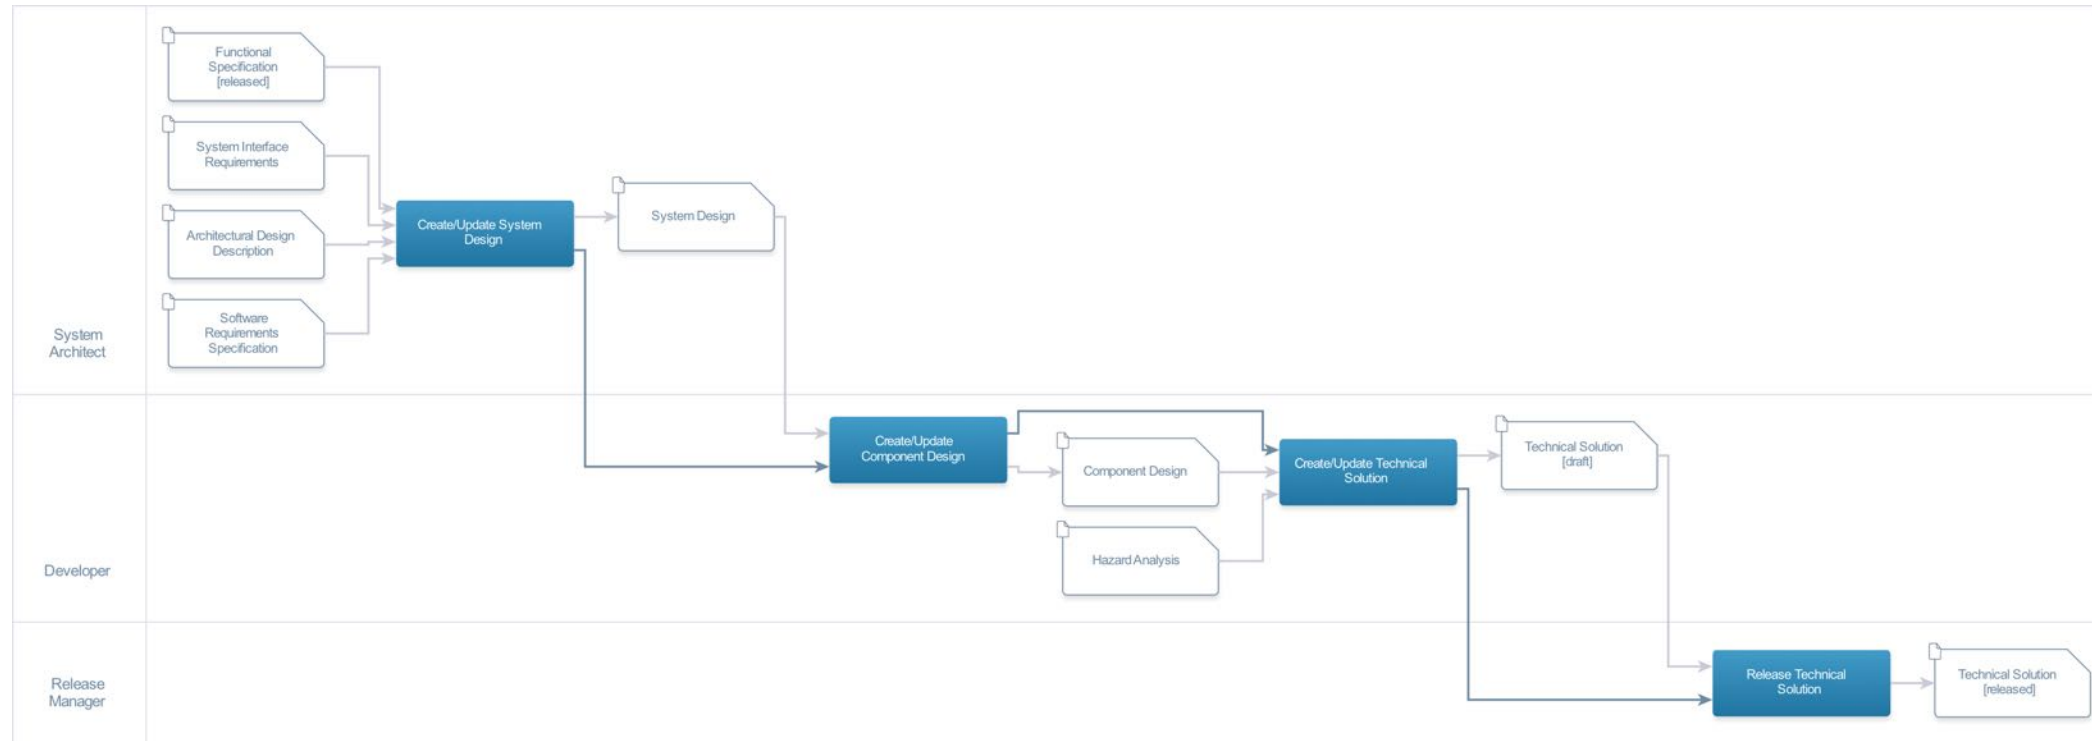 Functional
Specification
[released]
System Interface
Requirements
Architectural Design
Description
Software
Requirements
Specification
Create/Update System
Design
System Design
System
Architect
Create/Update
Component Design
Component Design
Hazard Analysis
Create/Update Technical
Solution
Technical Solution
[draft]
Developer
Release Technical
Solution
Technical Solution
[released]
Release
Manager